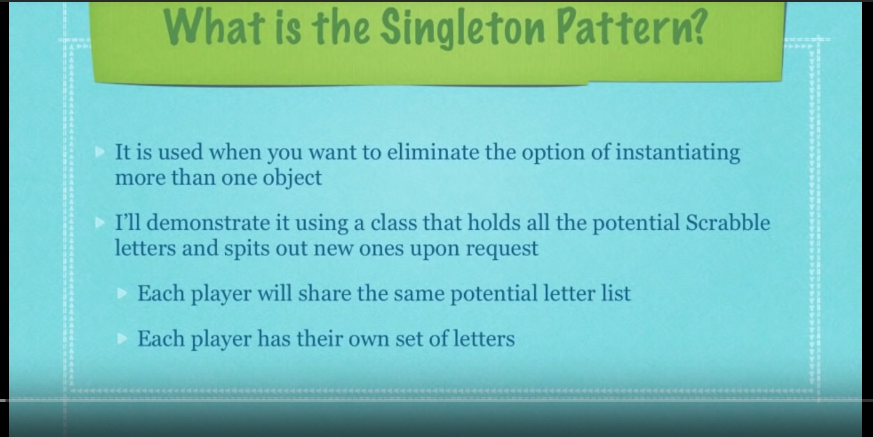 What is the Singleton Pattern?
It is used when you want to eliminate the option of instantiating
more than one object
I'll demonstrate it using a class that holds all the potential Scrabble
letters and spits out new ones upon request
Each player will share the same potential letter list
Each player has their own set of letters